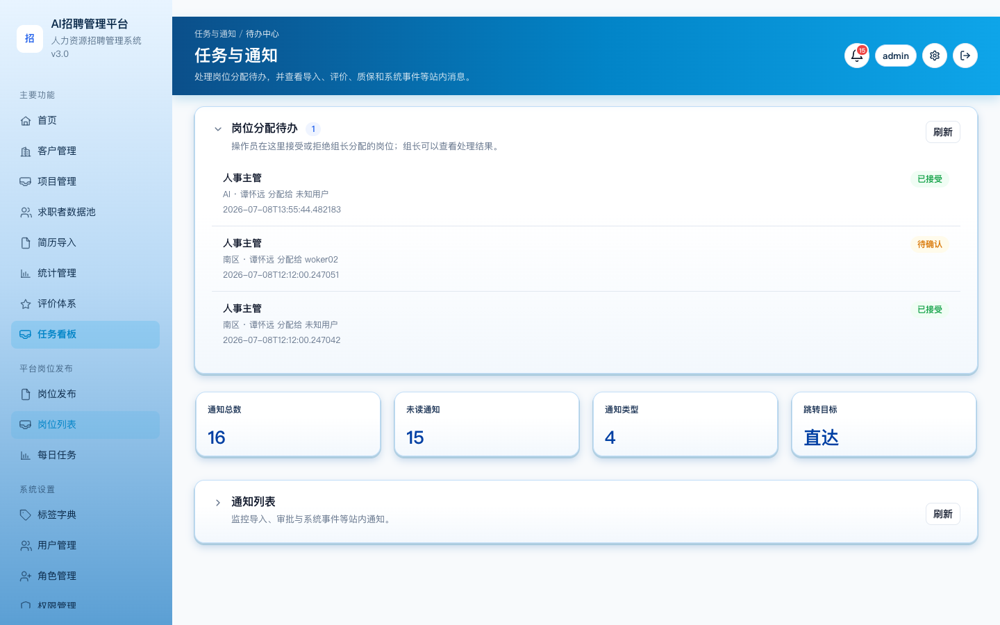 招
AI招聘管理平台
人力资源招聘管理系统
v3.0
主要功能
首页
客户管理
项目管理
求职者数据池
简历导入
统计管理
评价体系
任务看板
平台岗位发布
岗位发布
岗位列表
每日任务
系统设置
标签字典
用户管理
角色管理
权限管理
任务与通知 / 待办中心
任务与通知
处理岗位分配待办，并查看导入、评价、质保和系统事件等站内消息。
15
admin
岗位分配待办 1
操作员在这里接受或拒绝组长分配的岗位；组长可以查看处理结果。
刷新
人事主管
AI · 谭怀远 分配给 未知用户
2026-07-08T13:55:44.482183
已接受
人事主管
南区 · 谭怀远 分配给 woker02
2026-07-08T12:12:00.247051
待确认
人事主管
南区 · 谭怀远 分配给 未知用户
2026-07-08T12:12:00.247042
已接受
通知总数
16
未读通知
15
通知类型
4
跳转目标
直达
通知列表
监控导入、审批与系统事件等站内通知。
刷新